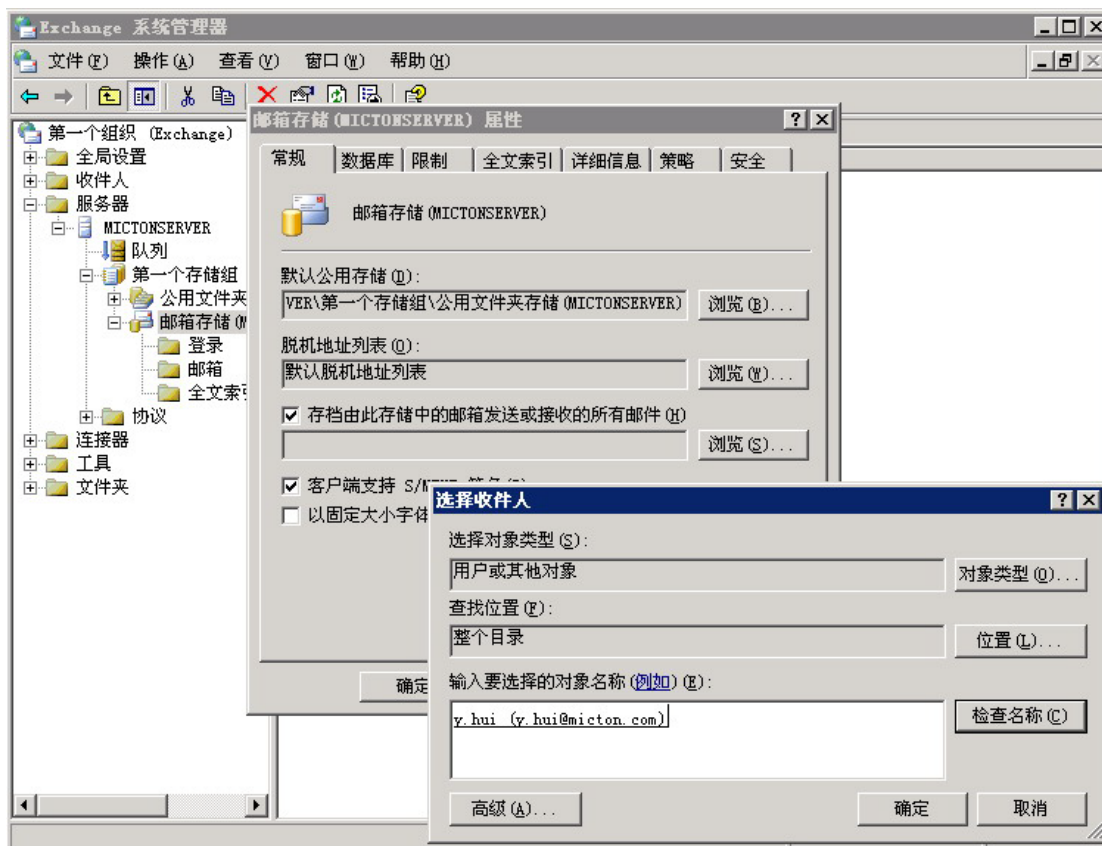 Exchange 系统管理器
文件(F) 操作(A) 查看(V) 窗口(W) 帮助(H)
第一个组织 (Exchange)
全局设置
收件人
服务器
MICTONSERVER
队列
第一个存储组
公用文件夹
邮箱存储(M
登录
邮箱
全文索引
协议
连接器
工具
文件夹
邮箱存储(MICTONSERVER) 属性
常规 数据库 限制 全文索引 详细信息 策略 安全
邮箱存储(MICTONSERVER)
默认公用存储(D):
VER\第一个存储组\公用文件夹存储(MICTONSERVER) 浏览(B)...
脱机地址列表(O):
默认脱机地址列表 浏览(W)...
存档由此存储中的邮箱发送或接收的所有邮件(H)
浏览(S)...
客户端支持
以固定大小字体
确定
选择收件人
选择对象类型(S):
用户或其他对象 对象类型(O)...
查找位置(F):
整个目录 位置(L)...
输入要选择的对象名称(例如)(E):
y.hui (y.hui@micton.com) 检查名称(C)
高级(A)... 确定 取消